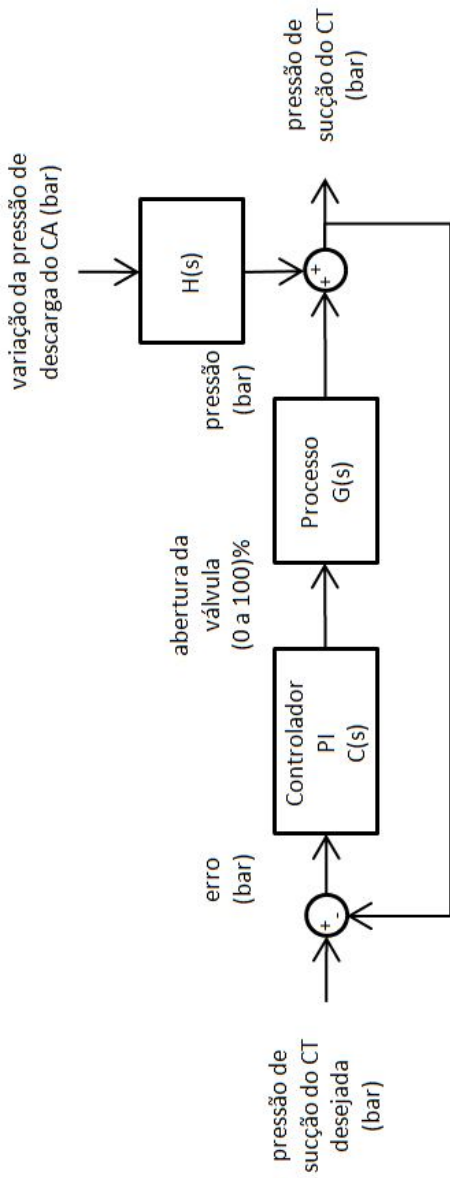 variação da pressão de
descarga do CA (bar)
H(s)
pressão de
sucção do CT
desejada
(bar)
erro
(bar)
+
-
Controlador
PI
C(s)
abertura da
válvula
(0 a 100)%
Processo
G(s)
pressão
(bar)
+
+
pressão de
sucção do CT
(bar)